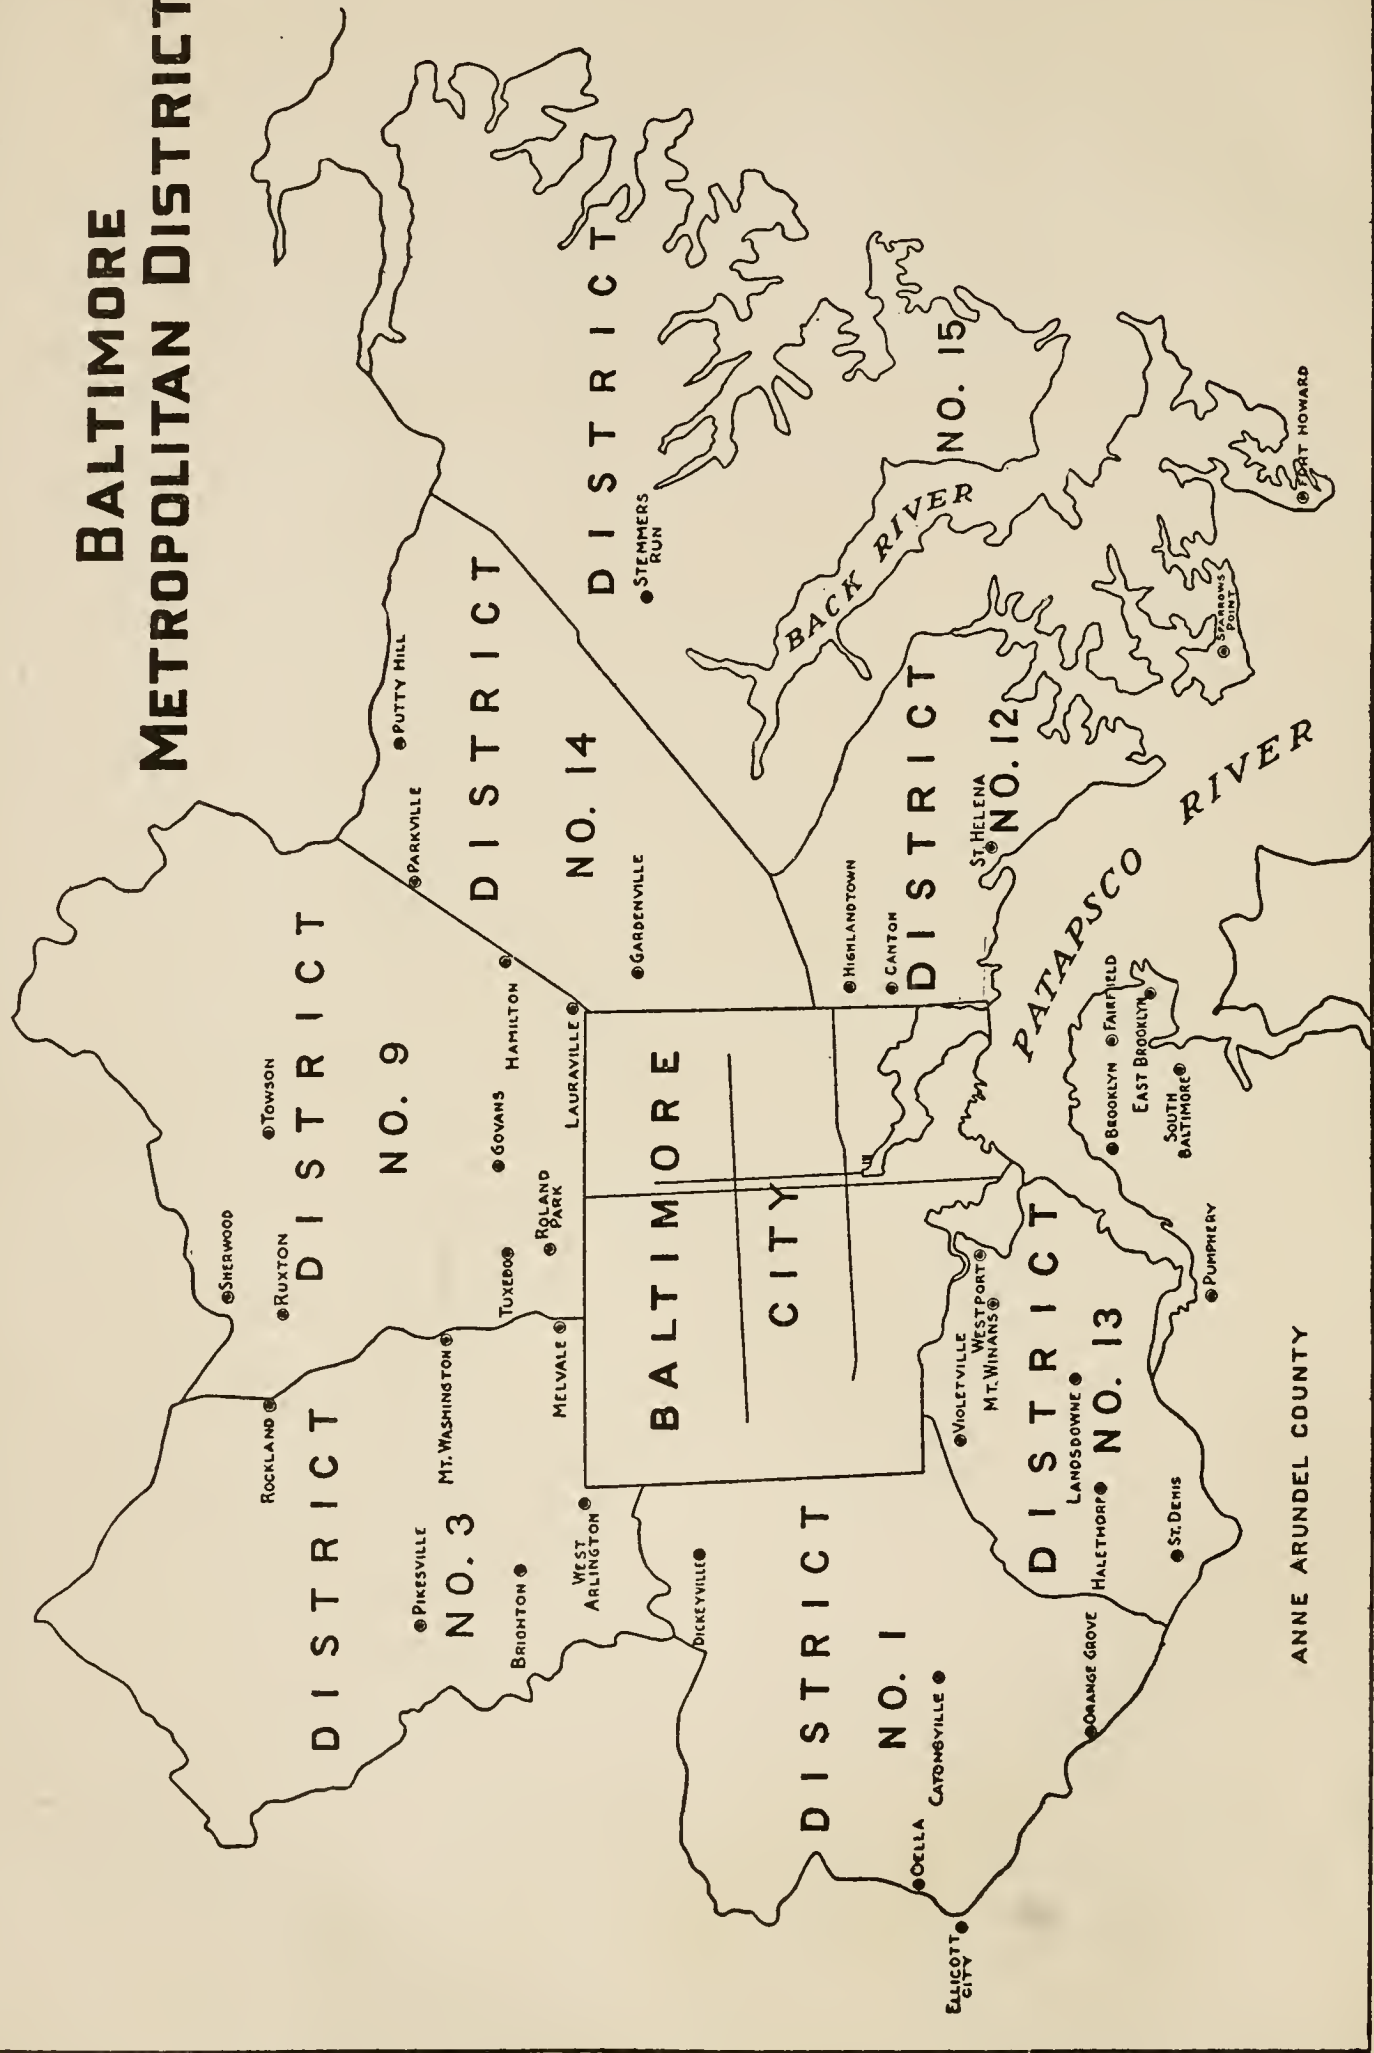 BALTIMORE
METROPOLITAN DISTRICT
SHERWOOD
TOWSON
RUXTON
ROCKLAND
DISTRICT
NO. 9
DISTRICT
NO. 3
PIKESVILLE
MT. WASHINGTON
BRIGHTON
TUXEDO
ROLAND
PARK
GOVANS
HAMILTON
LAURAVILLE
MELVALE
WEST
ARLINGTON
PARKVILLE
PUTTY HILL
DISTRICT
NO. 14
GARDENVILLE
DISTRICT
NO. 15
STEMMERS
RUN
BACK RIVER
BALTIMORE
CITY
DICKEYVILLE
DISTRICT
NO. 1
CATONSVILLE
OELLA
ELLICOTT
CITY
ORANGE GROVE
HIGHLANDTOWN
CANTON
DISTRICT
NO. 12
ST. HELENA
SPARROWS
POINT
FORT HOWARD
PATAPSCO RIVER
VIOLETVILLE
WESTPORT
MT. WINANS
DISTRICT
NO. 13
LANDSDOWNE
HALETHORP
ST. DENIS
BROOKLYN
FAIRFIELD
EAST BROOKLYN
SOUTH
BALTIMORE
PUMPHERY
ANNE ARUNDEL COUNTY